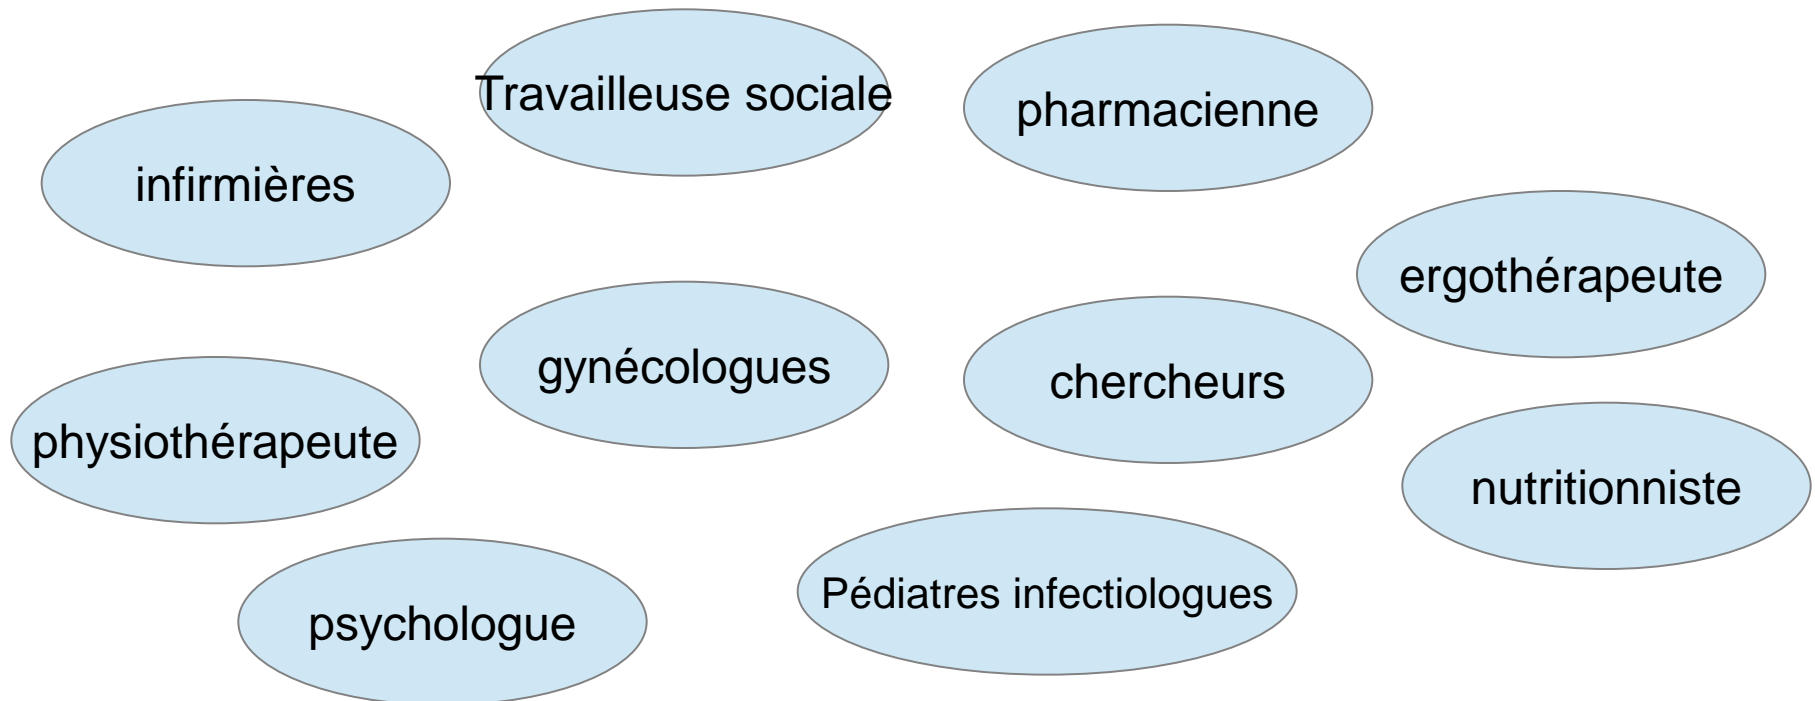 Travailleuse sociale
pharmacienne
infirmières
ergothérapeute
gynécologues
chercheurs
physiothérapeute
nutritionniste
Pédiatres infectiologues
psychologue